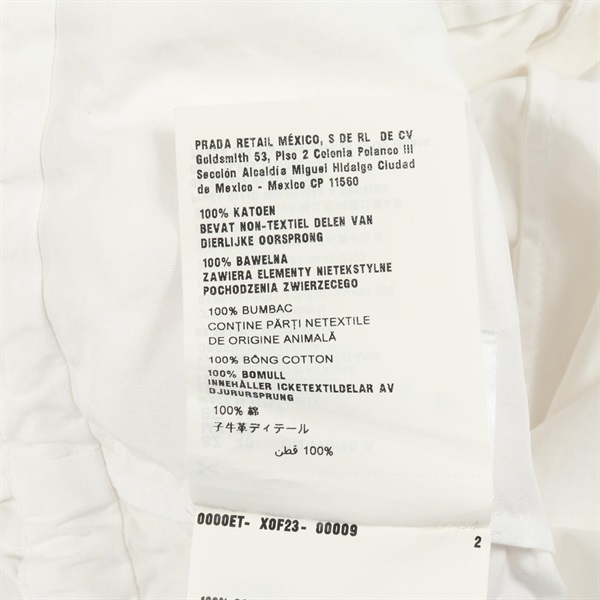 PRADA RETAIL MÉXICO, S DE RL DE CV
Goldsmith 53, Piso 2 Colonia Polanco III
Sección Alcaldía Miguel Hidalgo Ciudad
de Mexico - Mexico CP 11560
100% KATOEN
BEVAT NON-TEXTIEL DELEN VAN
DIERLIJKE OORSPRONG
100% BAWELNA
ZAWIERA ELEMENTY NIETEKSTYLNE
POCHODZENIA ZWIERZECEGO
100% BUMBAC
CONȚINE PĂRȚI NETEXTILE
DE ORIGINE ANIMALĂ
100% BÔNG COTTON
100% BOMULL
INNEHÅLLER ICKETEXTILDELAR AV
DJURURSPRUNG
100% 綿
子牛革ディテール
100% قطن
0000ET- X0F23- 00009
2